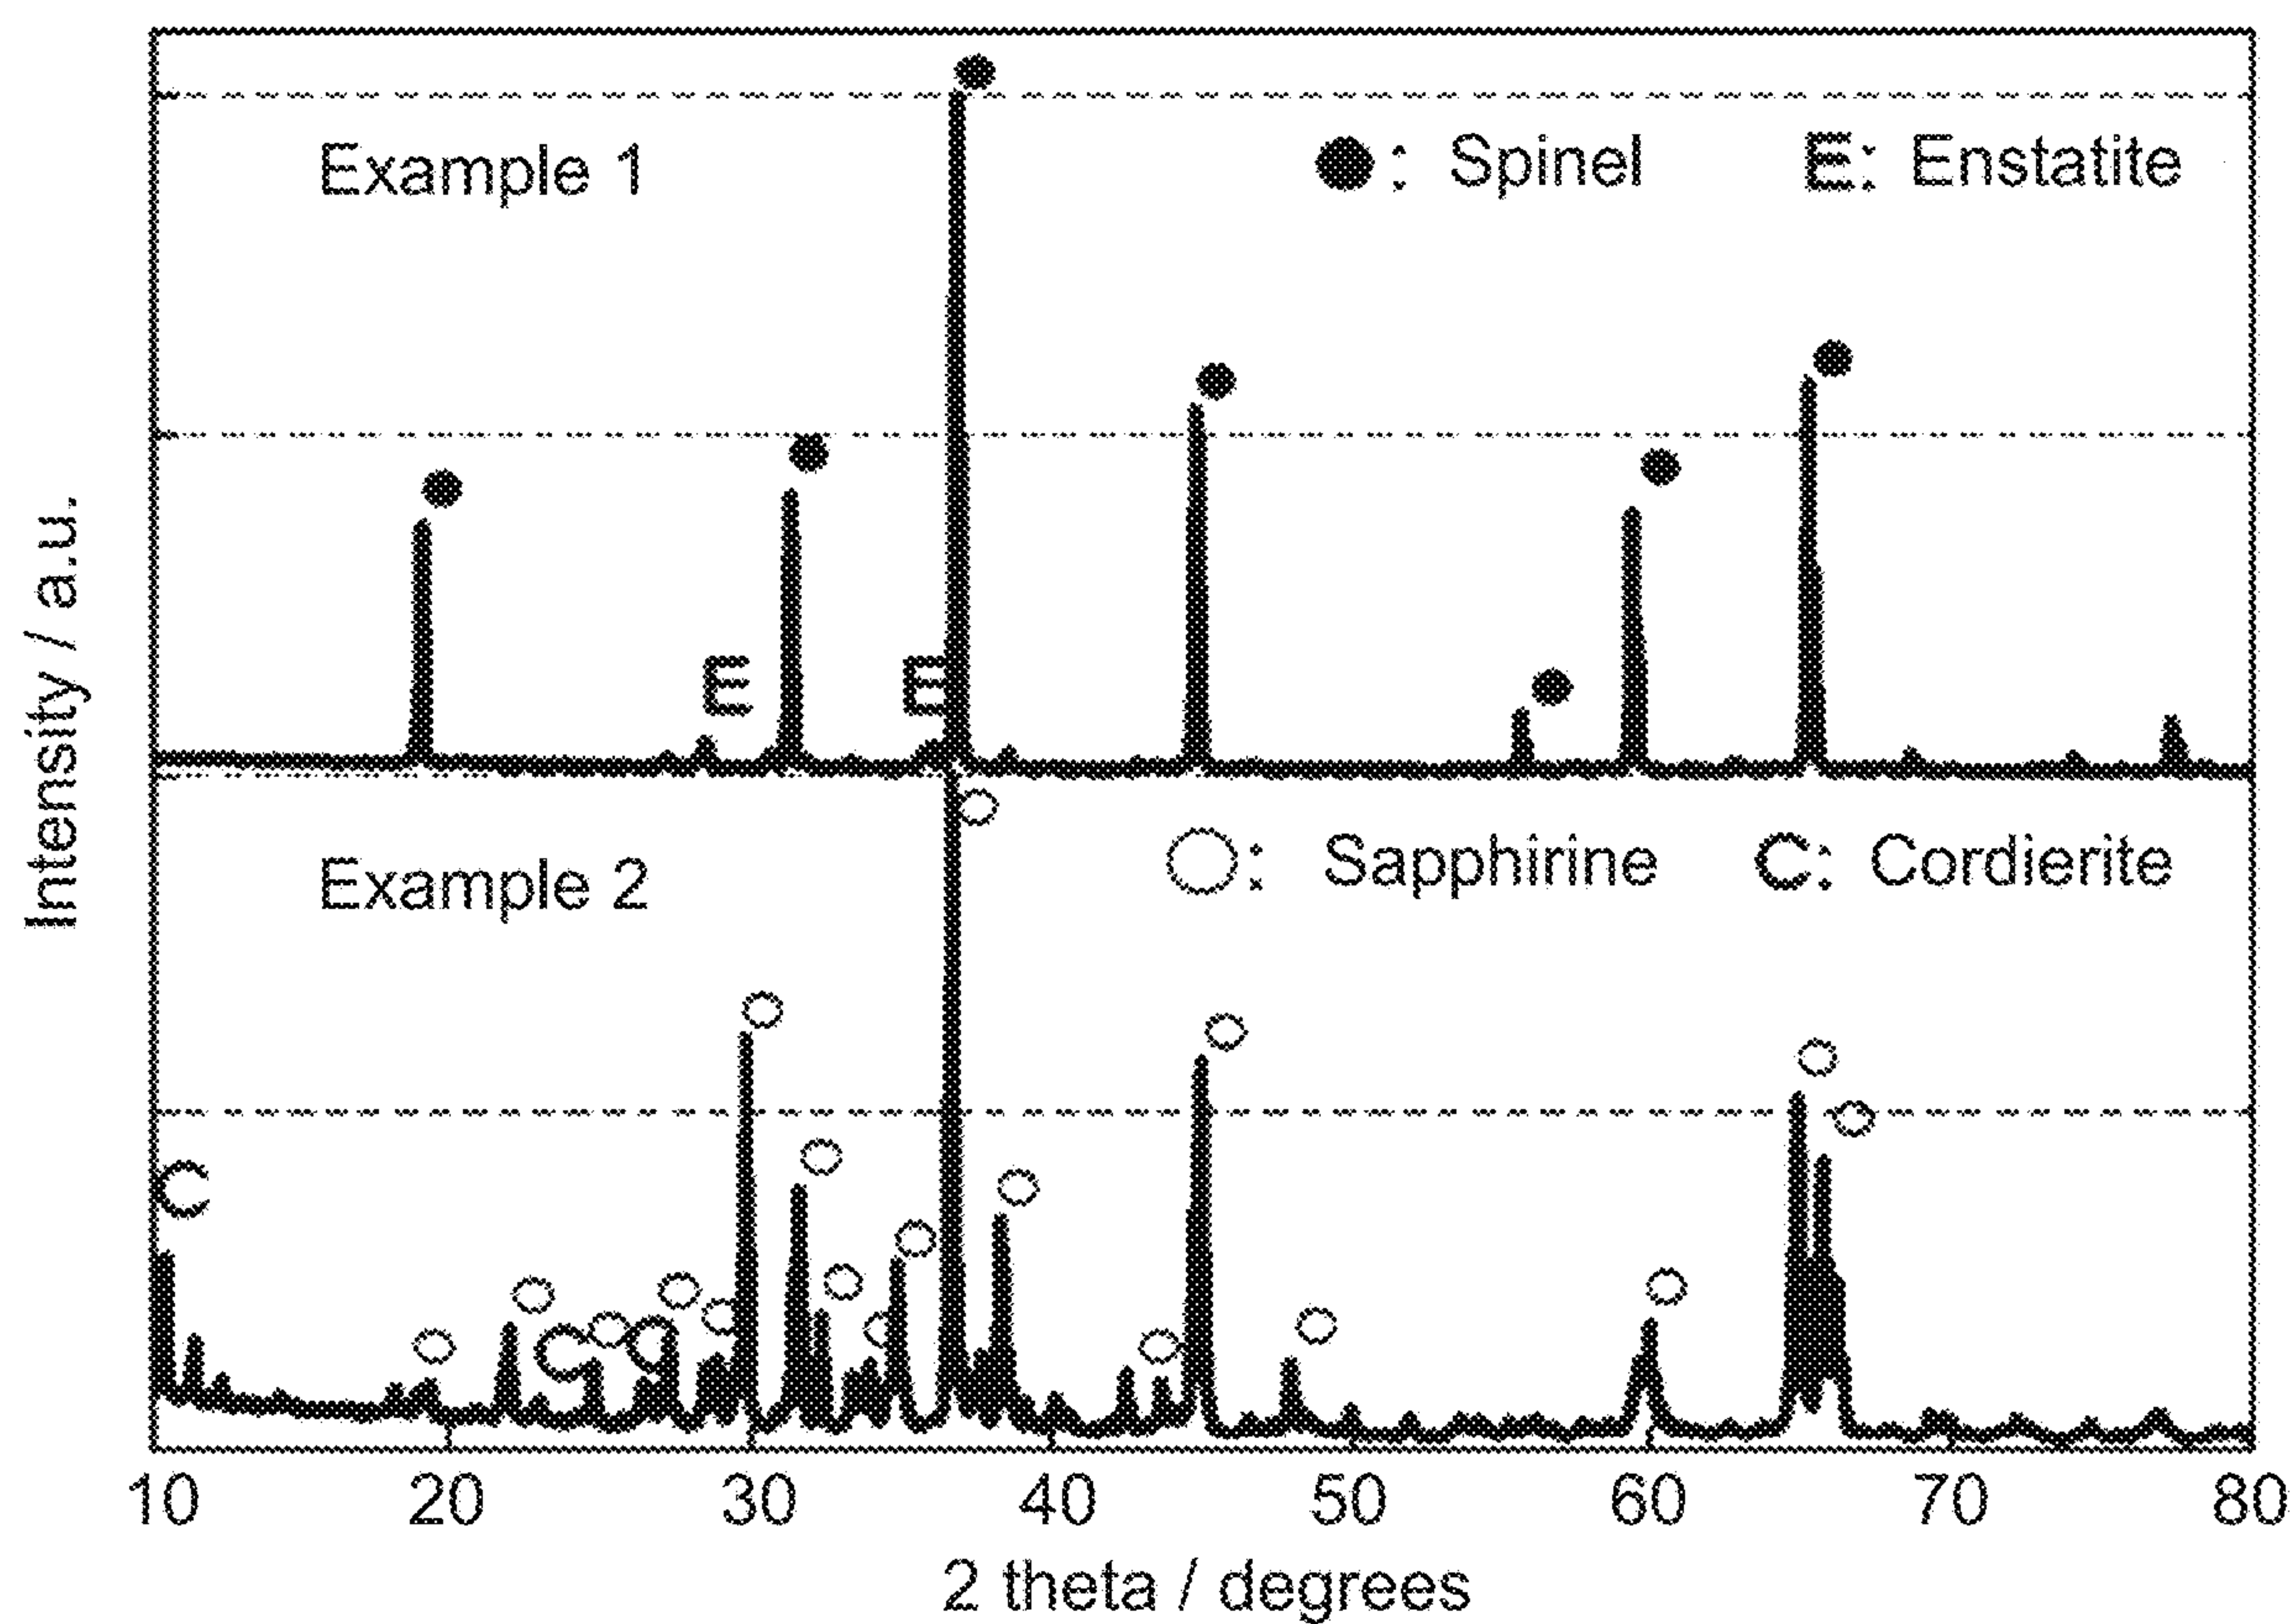 Example 1
●: Spinel E: Enstatite
E E
Intensity / a.u.
Example 2
○: Sapphirine C: Cordierite
C C C
10 20 30 40 50 60 70 80
2 theta / degrees